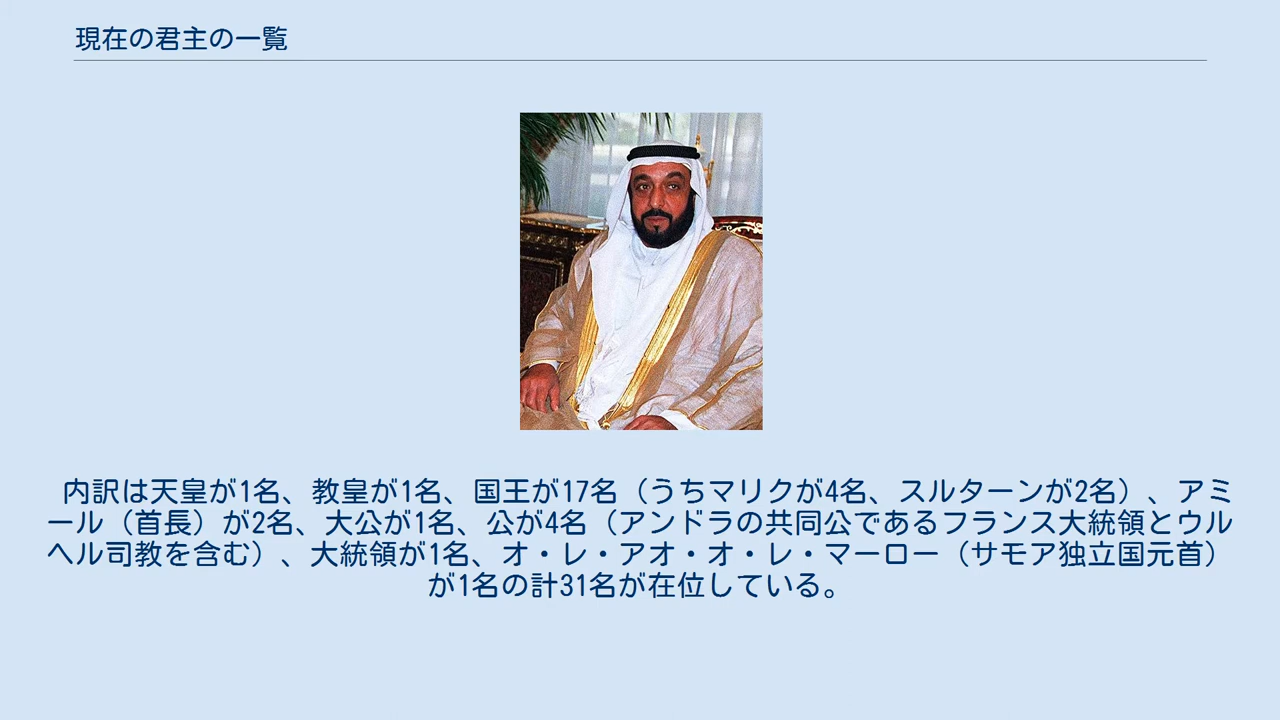 現在の君主の一覧
内訳は天皇が1名、教皇が1名、国王が17名（うちマリクが4名、スルターンが2名）、アミ
ール（首長）が2名、大公が1名、公が4名（アンドラの共同公であるフランス大統領とウル
ヘル司教を含む）、大統領が1名、オ・レ・アオ・オ・レ・マーロー（サモア独立国元首）
が1名の計31名が在位している。